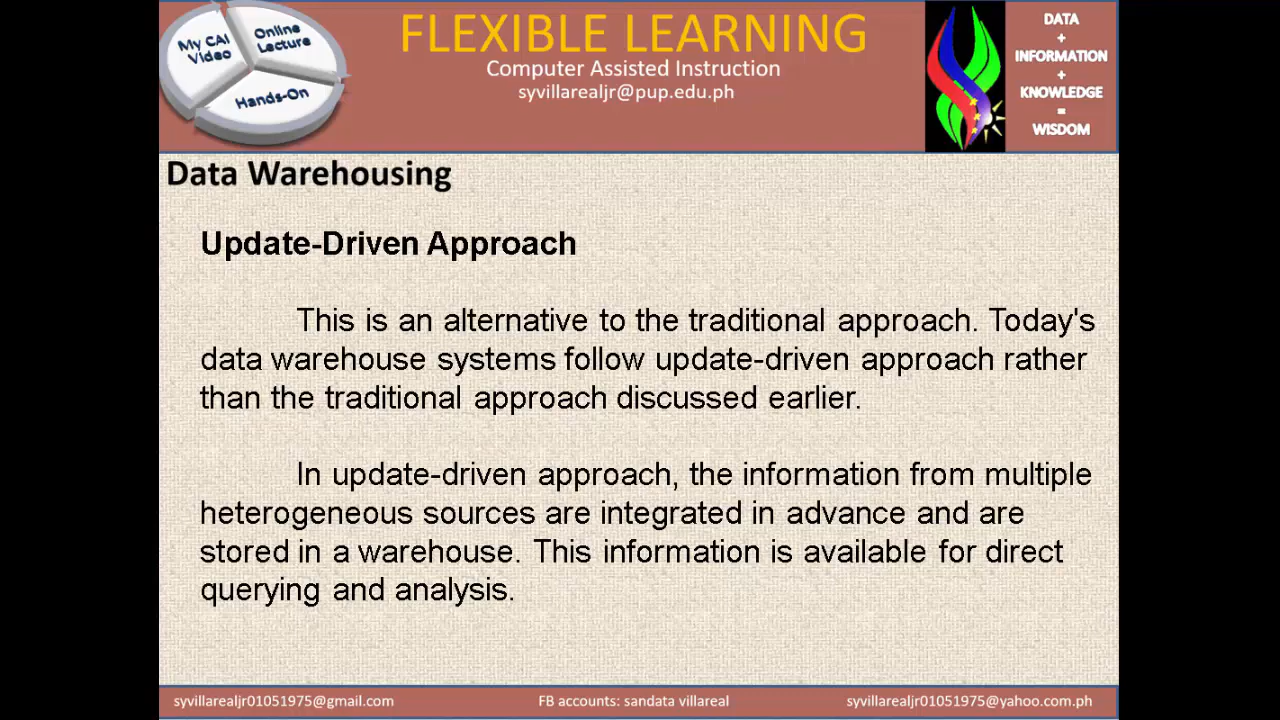 My CAI
Video
Online
Lecture
Hands-On
FLEXIBLE LEARNING
Computer Assisted Instruction
syvillarealjr@pup.edu.ph
DATA
+
INFORMATION
+
KNOWLEDGE
=
WISDOM
Data Warehousing
Update-Driven Approach
This is an alternative to the traditional approach. Today's
data warehouse systems follow update-driven approach rather
than the traditional approach discussed earlier.
In update-driven approach, the information from multiple
heterogeneous sources are integrated in advance and are
stored in a warehouse. This information is available for direct
querying and analysis.
syvillarealjr01051975@gmail.com
FB accounts: sandata villareal
syvillarealjr01051975@yahoo.com.ph